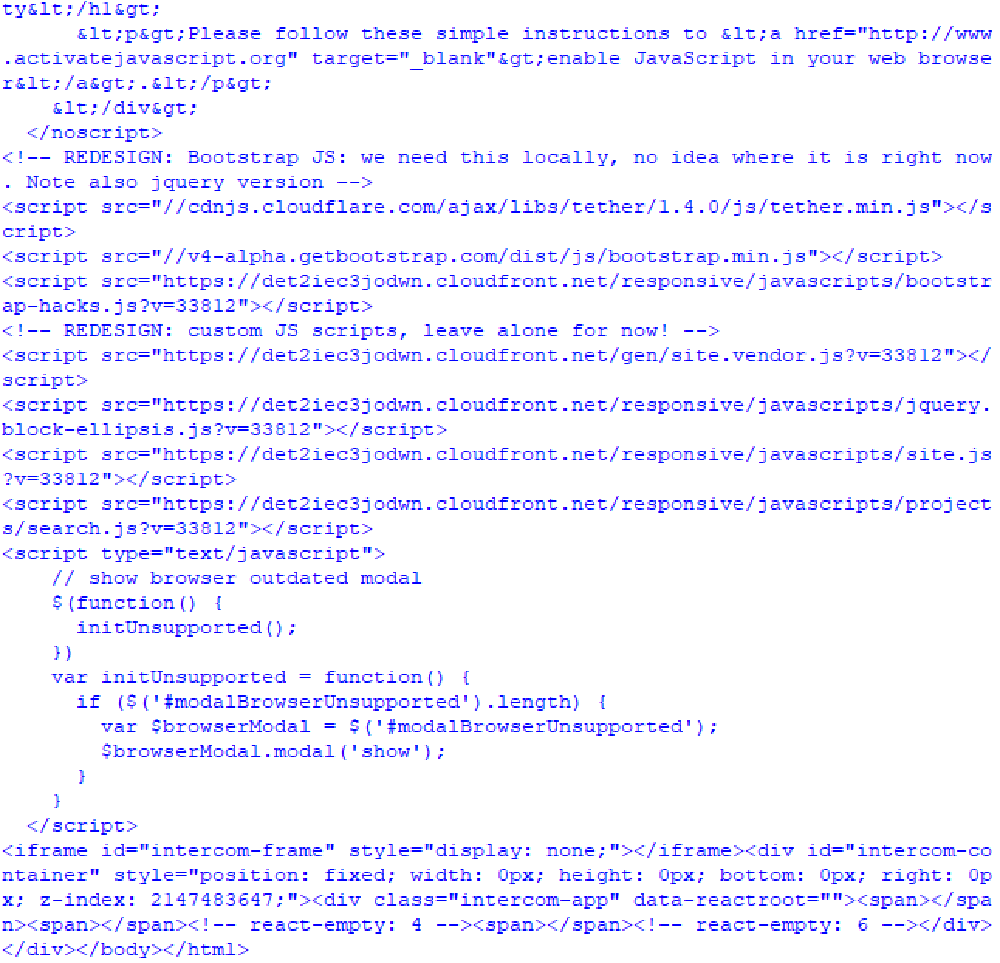 ty&lt;/h1&gt;
      &lt;p&gt;Please follow these simple instructions to &lt;a href="http://www
.activatejavascript.org" target="_blank"&gt;enable JavaScript in your web browse
r&lt;/a&gt;.&lt;/p&gt;
    &lt;/div&gt;
  </noscript>
<!-- REDESIGN: Bootstrap JS: we need this locally, no idea where it is right now
. Note also jquery version -->
<script src="//cdnjs.cloudflare.com/ajax/libs/tether/1.4.0/js/tether.min.js"></s
cript>
<script src="//v4-alpha.getbootstrap.com/dist/js/bootstrap.min.js"></script>
<script src="https://det2iec3jodwn.cloudfront.net/responsive/javascripts/bootstr
ap-hacks.js?v=33812"></script>
<!-- REDESIGN: custom JS scripts, leave alone for now! -->
<script src="https://det2iec3jodwn.cloudfront.net/gen/site.vendor.js?v=33812"></
script>
<script src="https://det2iec3jodwn.cloudfront.net/responsive/javascripts/jquery.
block-ellipsis.js?v=33812"></script>
<script src="https://det2iec3jodwn.cloudfront.net/responsive/javascripts/site.js
?v=33812"></script>
<script src="https://det2iec3jodwn.cloudfront.net/responsive/javascripts/project
s/search.js?v=33812"></script>
<script type="text/javascript">
    // show browser outdated modal
    $(function() {
      initUnsupported();
    })
    var initUnsupported = function() {
      if ($('#modalBrowserUnsupported').length) {
        var $browserModal = $('#modalBrowserUnsupported');
        $browserModal.modal('show');
      }
    }
  </script>
<iframe id="intercom-frame" style="display: none;"></iframe><div id="intercom-co
ntainer" style="position: fixed; width: 0px; height: 0px; bottom: 0px; right: 0p
x; z-index: 2147483647;"><div class="intercom-app" data-reactroot=""><span></spa
n><span></span><!-- react-empty: 4 --><span></span><!-- react-empty: 6 --></div>
</div></body></html>